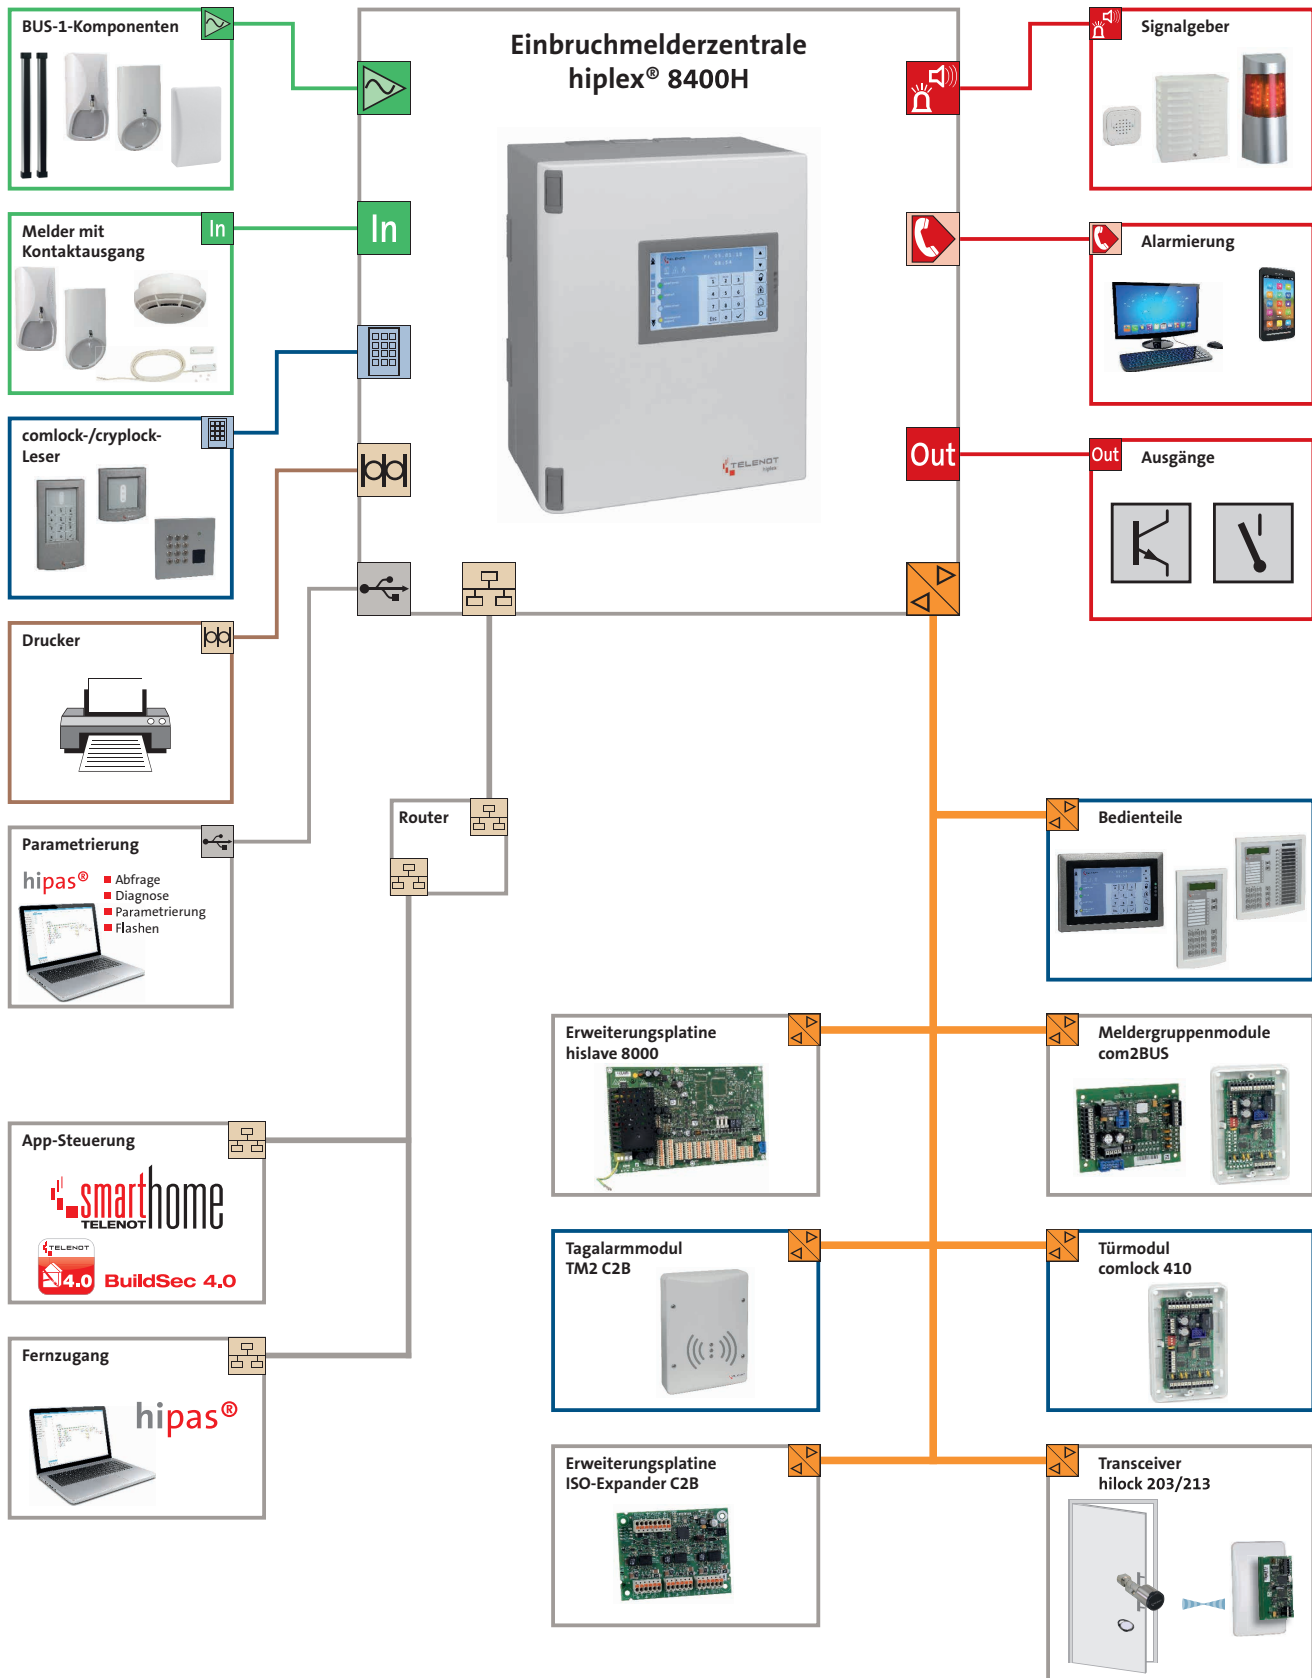 BUS-1-Komponenten
Einbruchmelderzentrale
hiplex® 8400H
Signalgeber
Melder mit
Kontaktausgang
In
In
Alarmierung
TELENOT
hiplex
comlock-/cryplock-
Leser
Out
Out
Ausgänge
Drucker
Router
Bedienteile
Parametrierung
hipas®
Abfrage
Diagnose
Parametrierung
Flashen
Erweiterungsplatine
hislave 8000
Meldergruppenmodule
com2BUS
App-Steuerung
smarthome
TELENOT
TELENOT
4.0
BuildSec 4.0
Tagalarmmodul
TM2 C2B
Türmodul
comlock 410
Fernzugang
hipas®
Erweiterungsplatine
ISO-Expander C2B
Transceiver
hilock 203/213